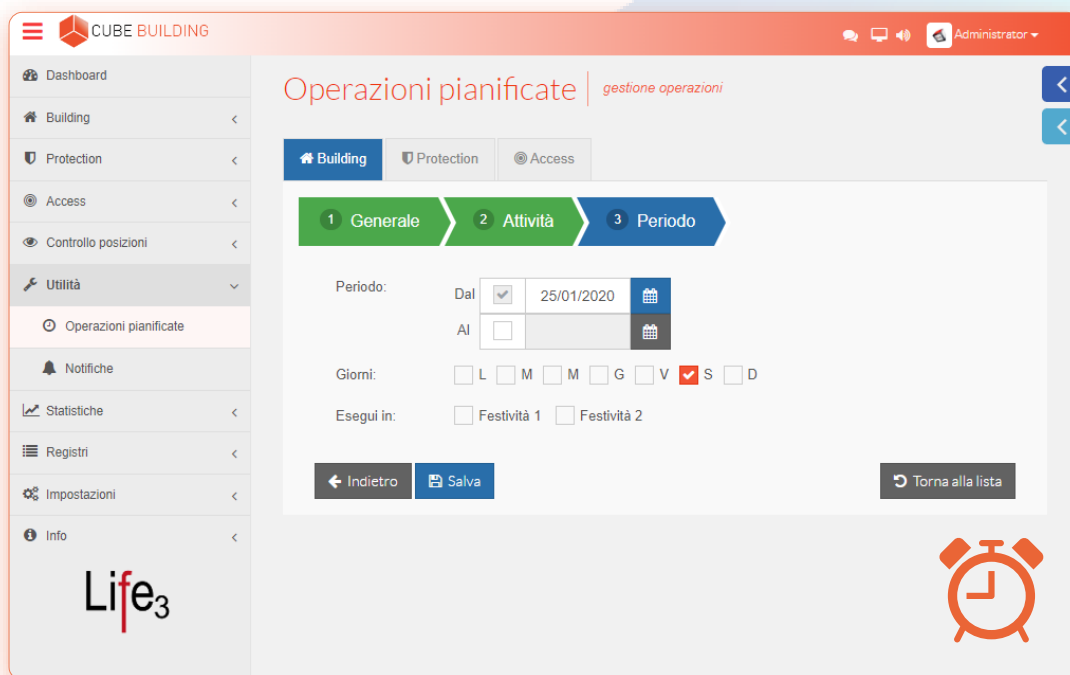 CUBE BUILDING
Administrator
Dashboard
Building
Protection
Access
Controllo posizioni
Utilità
Operazioni pianificate
Notifiche
Statistiche
Registri
Impostazioni
Info
Life3
Operazioni pianificate
gestione operazioni
Building Protection Access
1 Generale 2 Attività 3 Periodo
Periodo: Dal 25/01/2020
Al
Giorni: L M M G V S D
Esegui in: Festività 1 Festività 2
Indietro Salva Torna alla lista